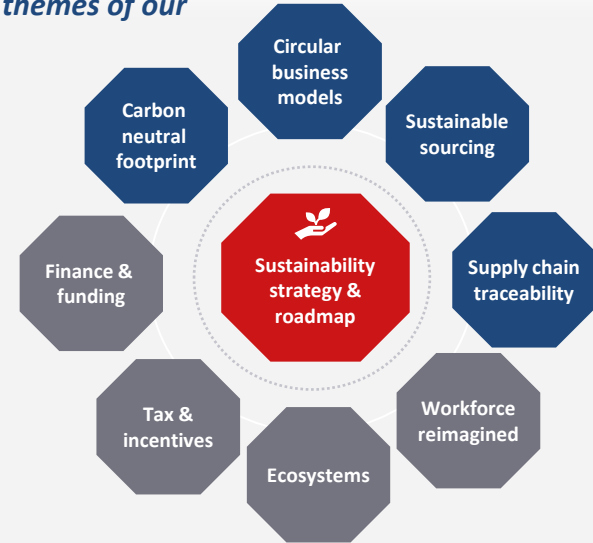 themes of our
Circular
business
models
Carbon
neutral
footprint
Sustainable
sourcing
Finance &
funding
Sustainability
strategy &
roadmap
Supply chain
traceability
Tax &
incentives
Workforce
reimagined
Ecosystems